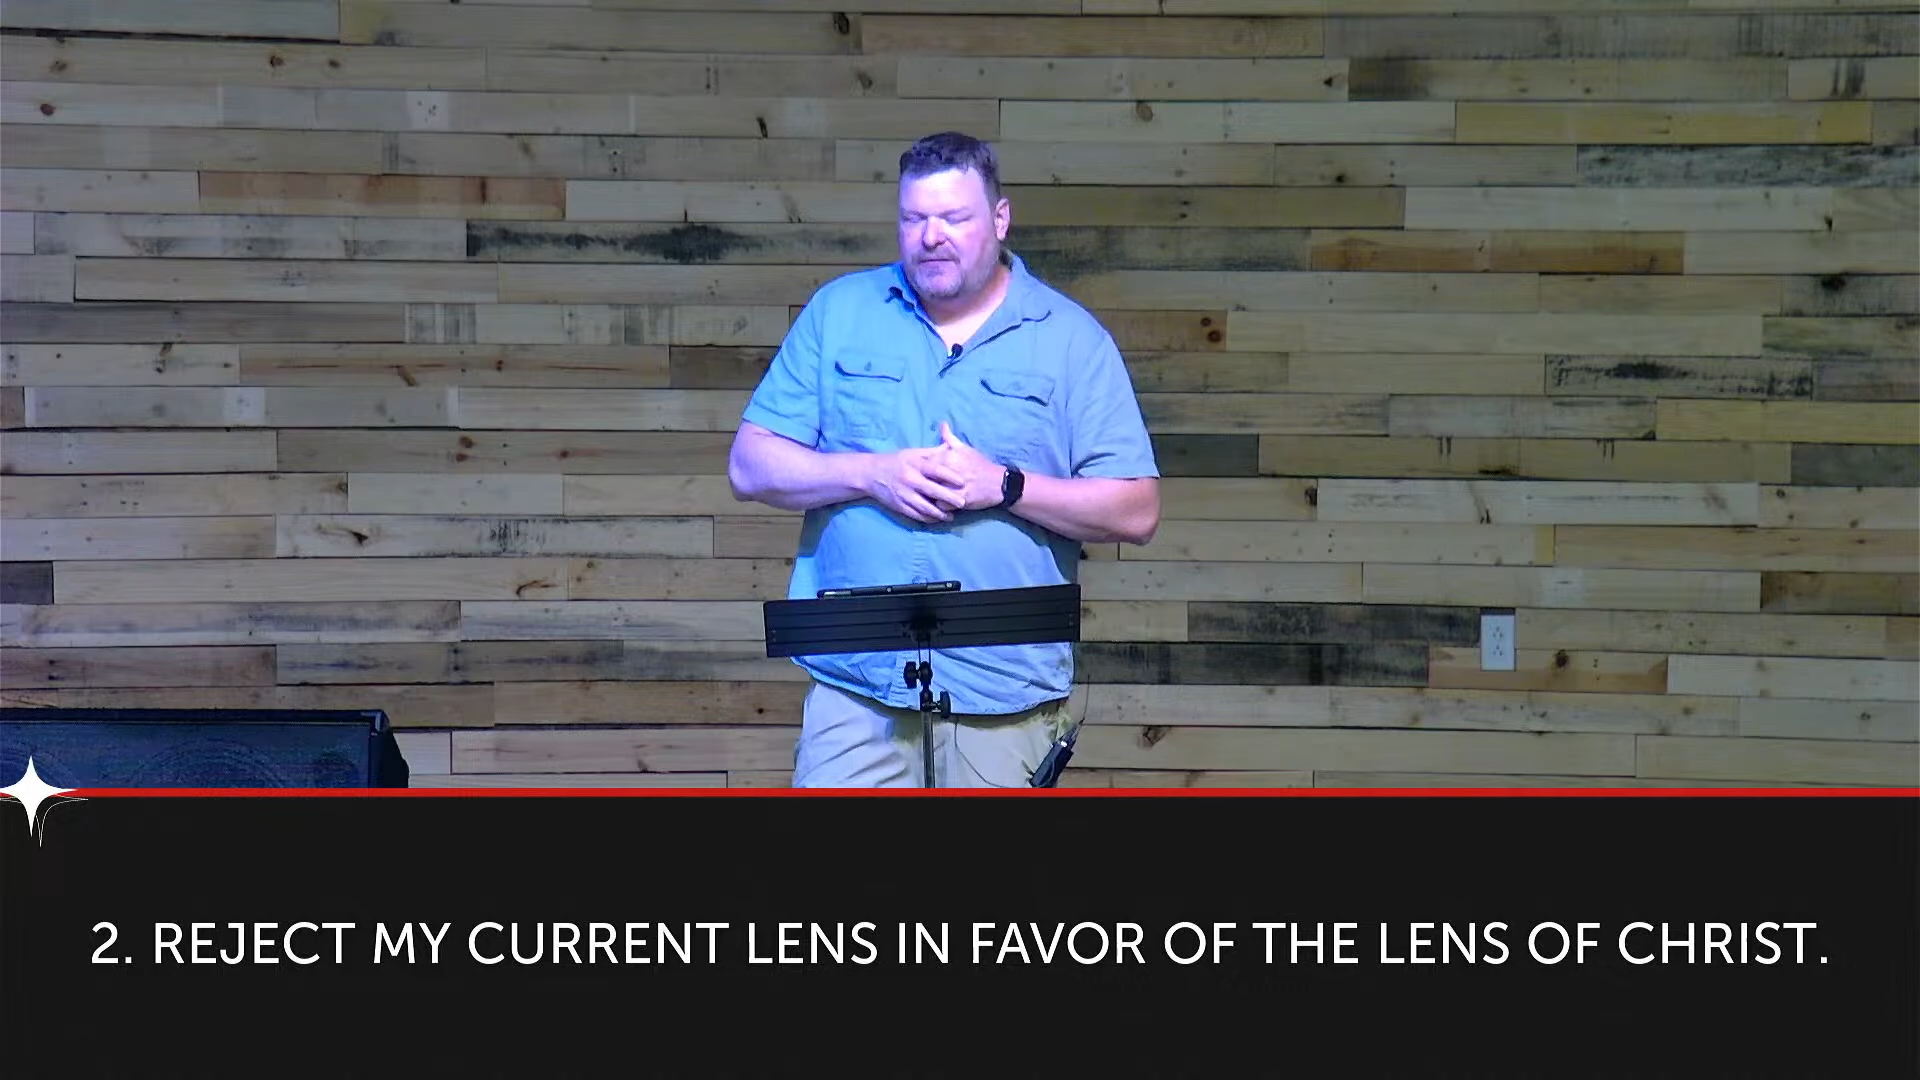 2. REJECT MY CURRENT LENS IN FAVOR OF THE LENS OF CHRIST.